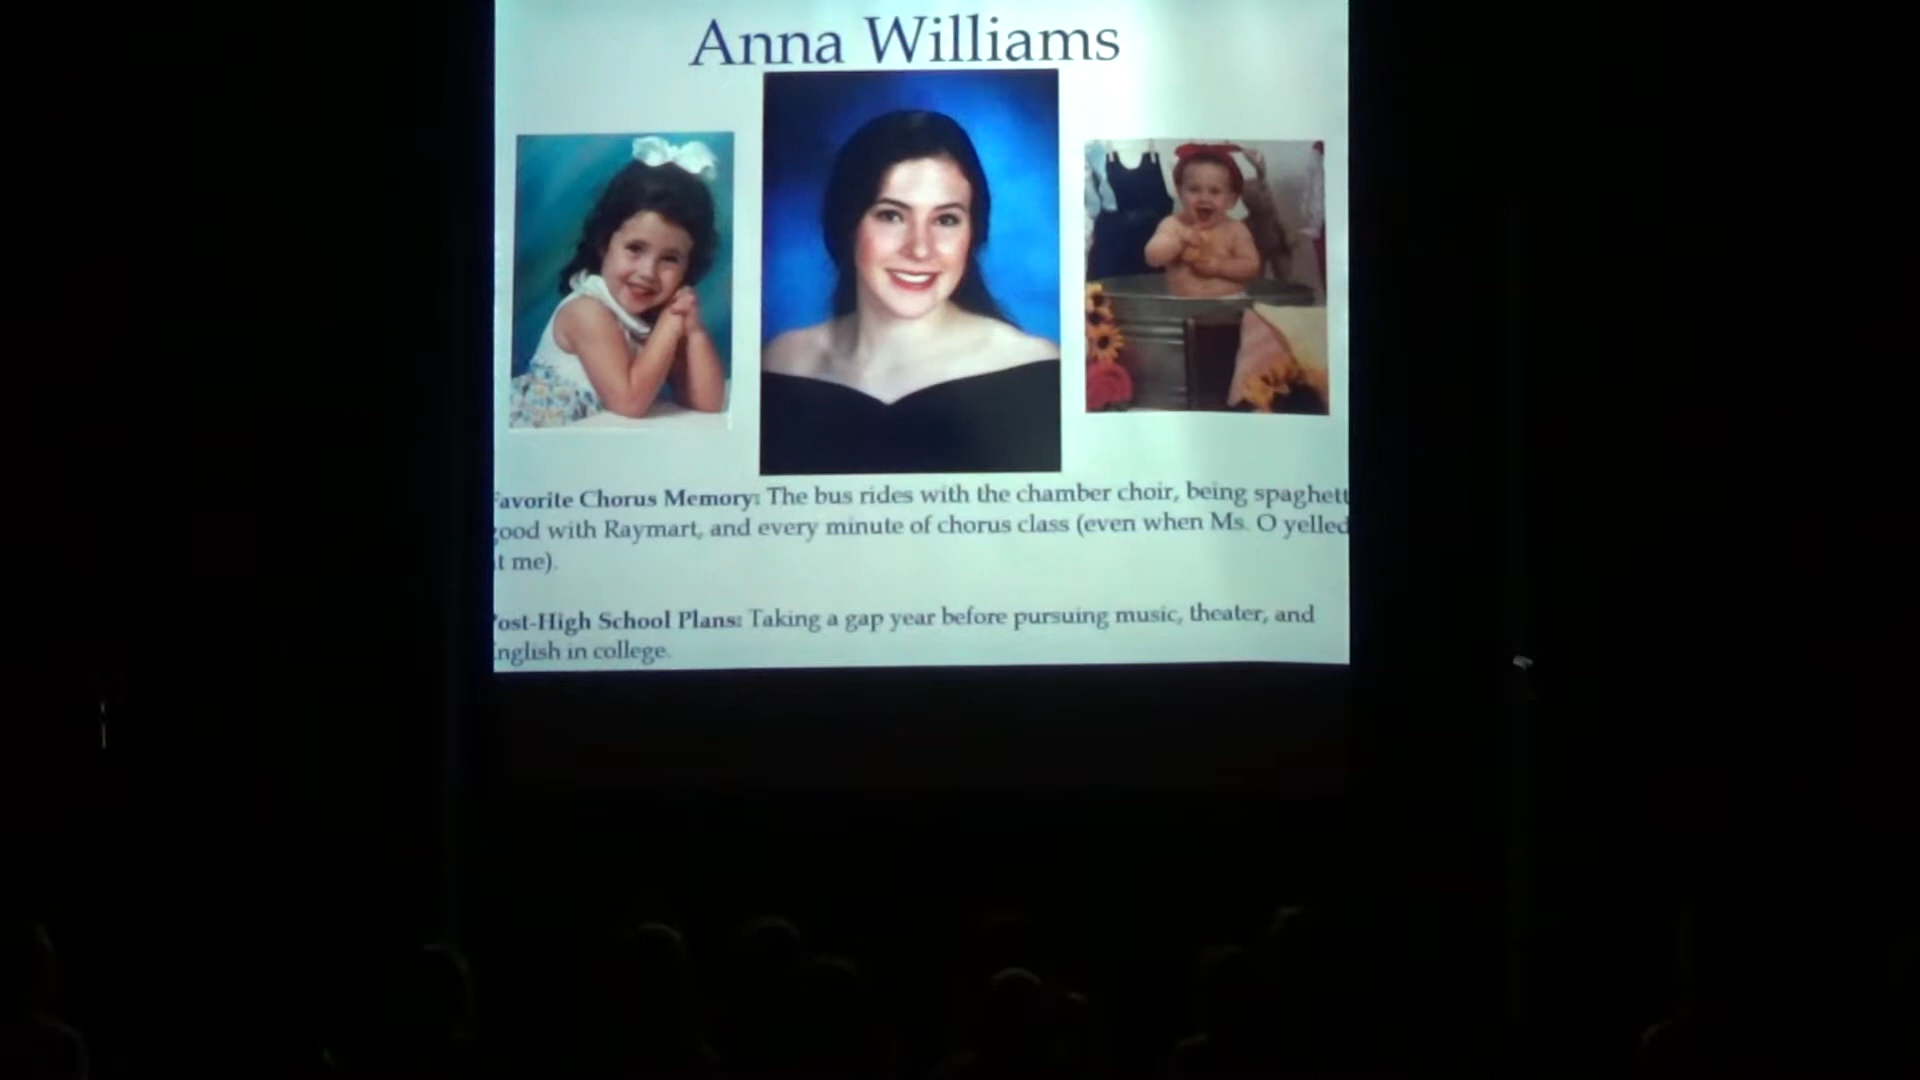 Anna Williams
avorite Chorus Memory: The bus rides with the chamber choir, being spaghett
ood with Raymart, and every minute of chorus class (even when Ms. O yelled
t me).
ost-High School Plans: Taking a gap year before pursuing music, theater, and
nglish in college.